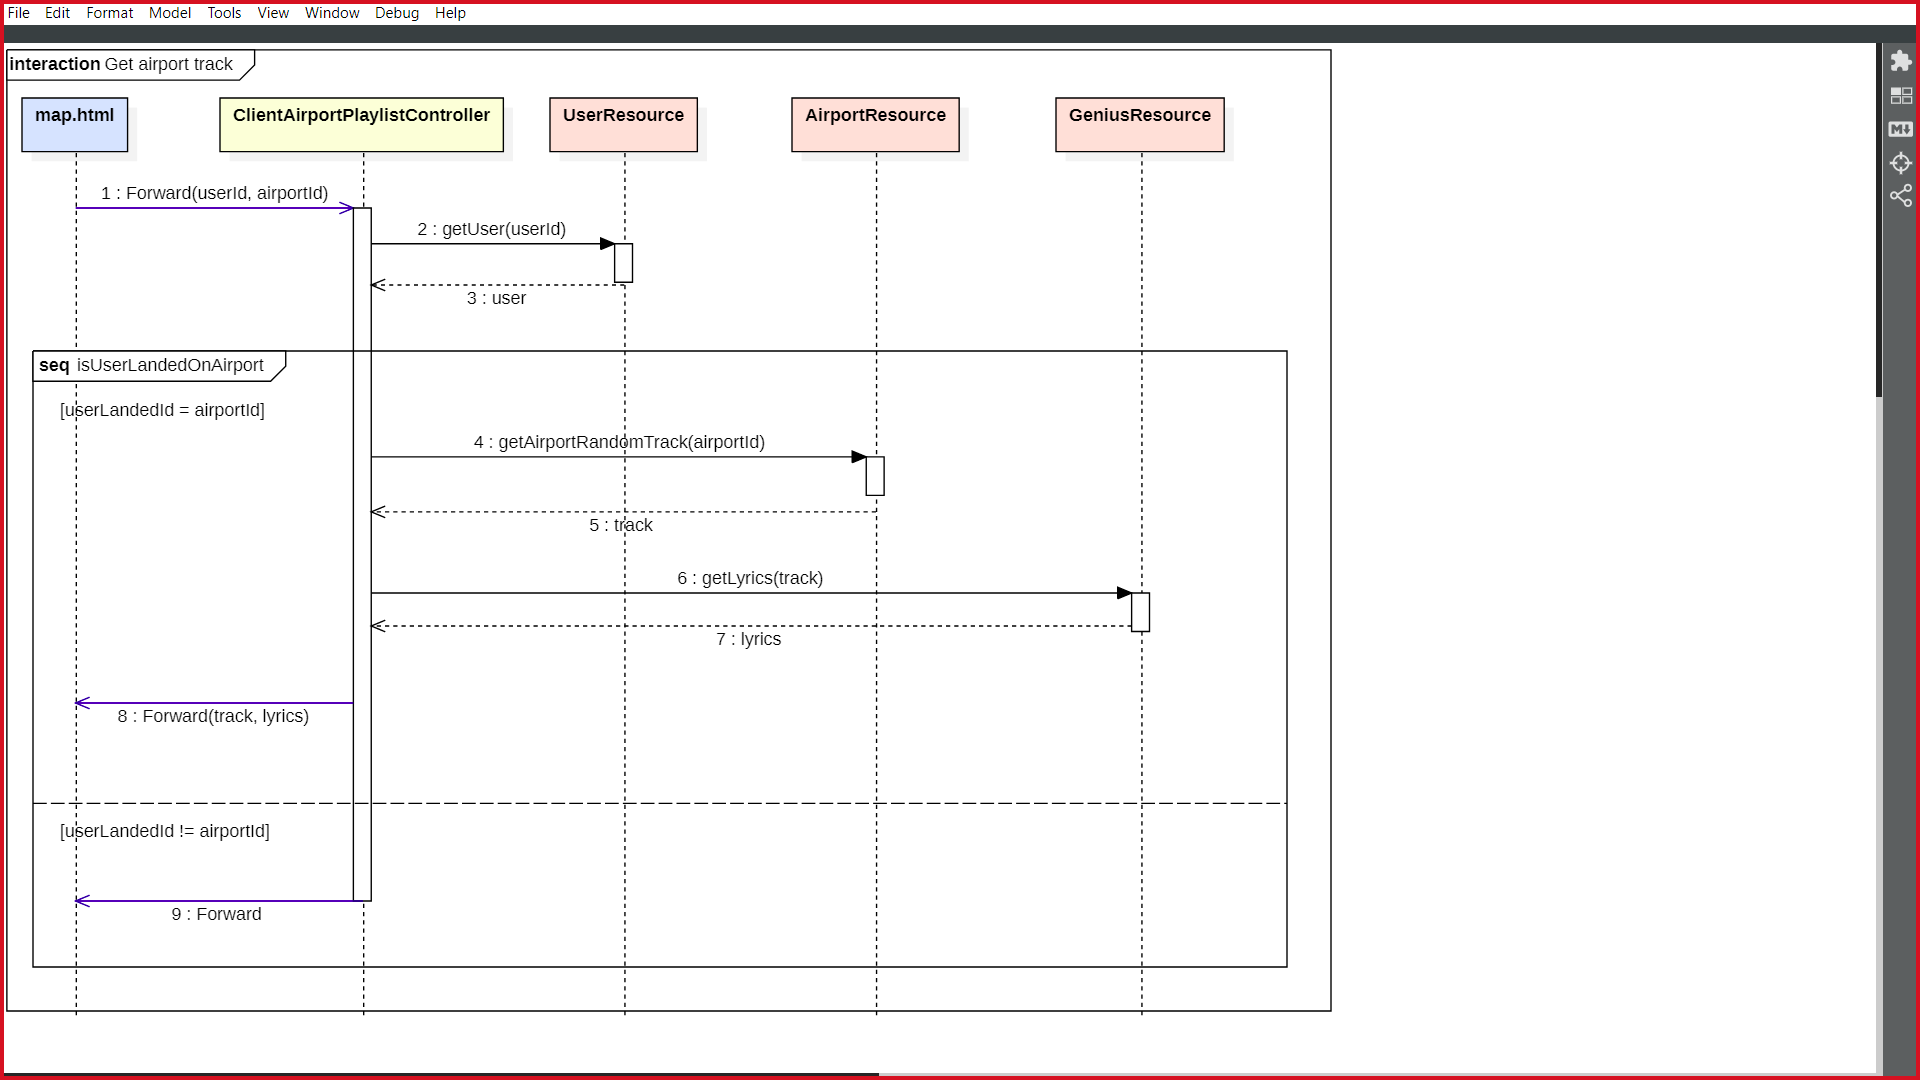 File Edit Format Model Tools View Window Debug Help
interaction Get airport track
map.html
ClientAirportPlaylistController
UserResource
AirportResource
GeniusResource
1 : Forward(userId, airportId)
2 : getUser(userId)
3 : user
seq isUserLandedOnAirport
[userLandedId = airportId]
4 : getAirportRandomTrack(airportId)
5 : track
6 : getLyrics(track)
7 : lyrics
8 : Forward(track, lyrics)
[userLandedId != airportId]
9 : Forward
M